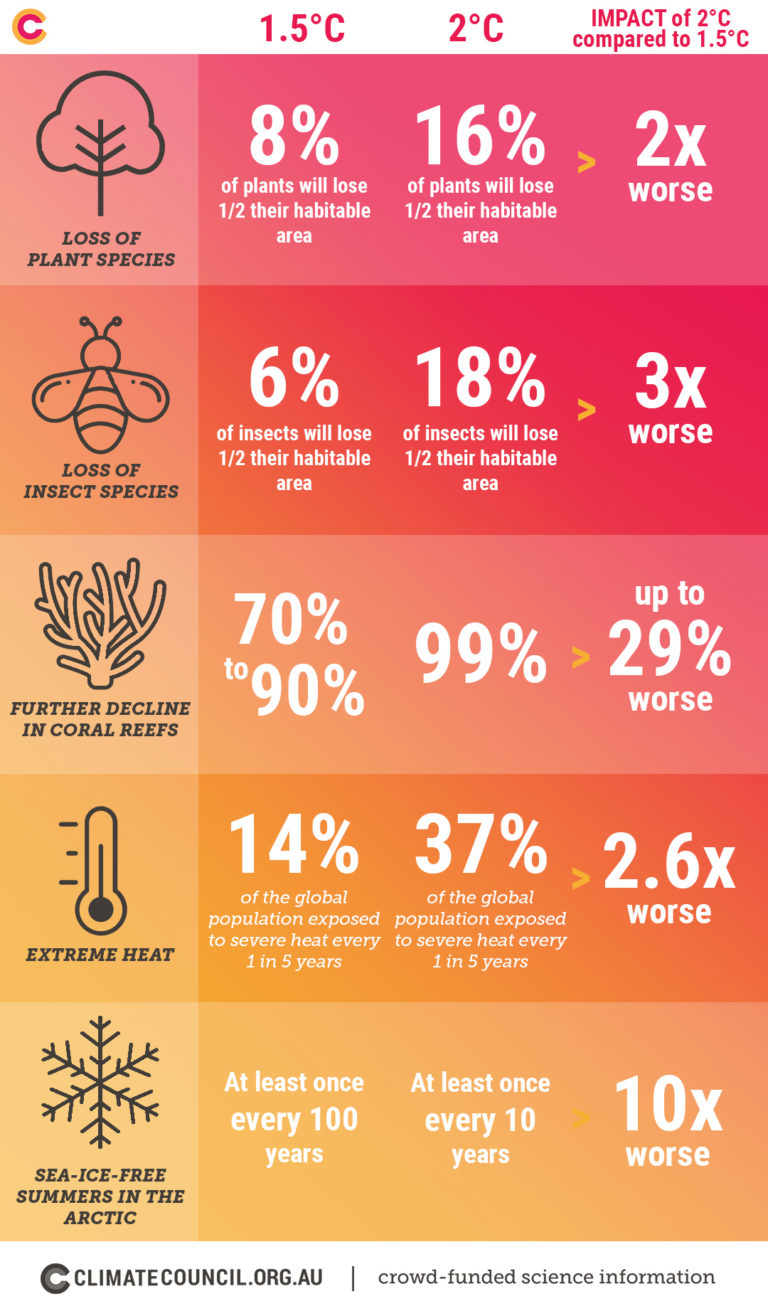 1.5°C
2°C
IMPACT of 2°C
compared to 1.5°C
LOSS OF
PLANT SPECIES
8%
of plants will lose
1/2 their habitable
area
16%
of plants will lose
1/2 their habitable
area
>
2x
worse
LOSS OF
INSECT SPECIES
6%
of insects will lose
1/2 their habitable
area
18%
of insects will lose
1/2 their habitable
area
>
3x
worse
FURTHER DECLINE
IN CORAL REEFS
70%
to 90%
99%
>
up to
29%
worse
EXTREME HEAT
14%
of the global
population exposed
to severe heat every
1 in 5 years
37%
of the global
population exposed
to severe heat every
1 in 5 years
>
2.6x
worse
SEA-ICE-FREE
SUMMERS IN THE
ARCTIC
At least once
every 100
years
At least once
every 10
years
>
10x
worse
CLIMATECOUNCIL.ORG.AU | crowd-funded science information